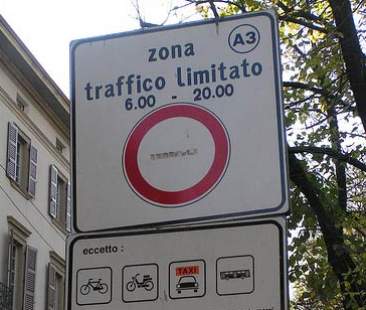 A3
zona
traffico limitato
6.00 - 20.00
eccetto :
TAXI